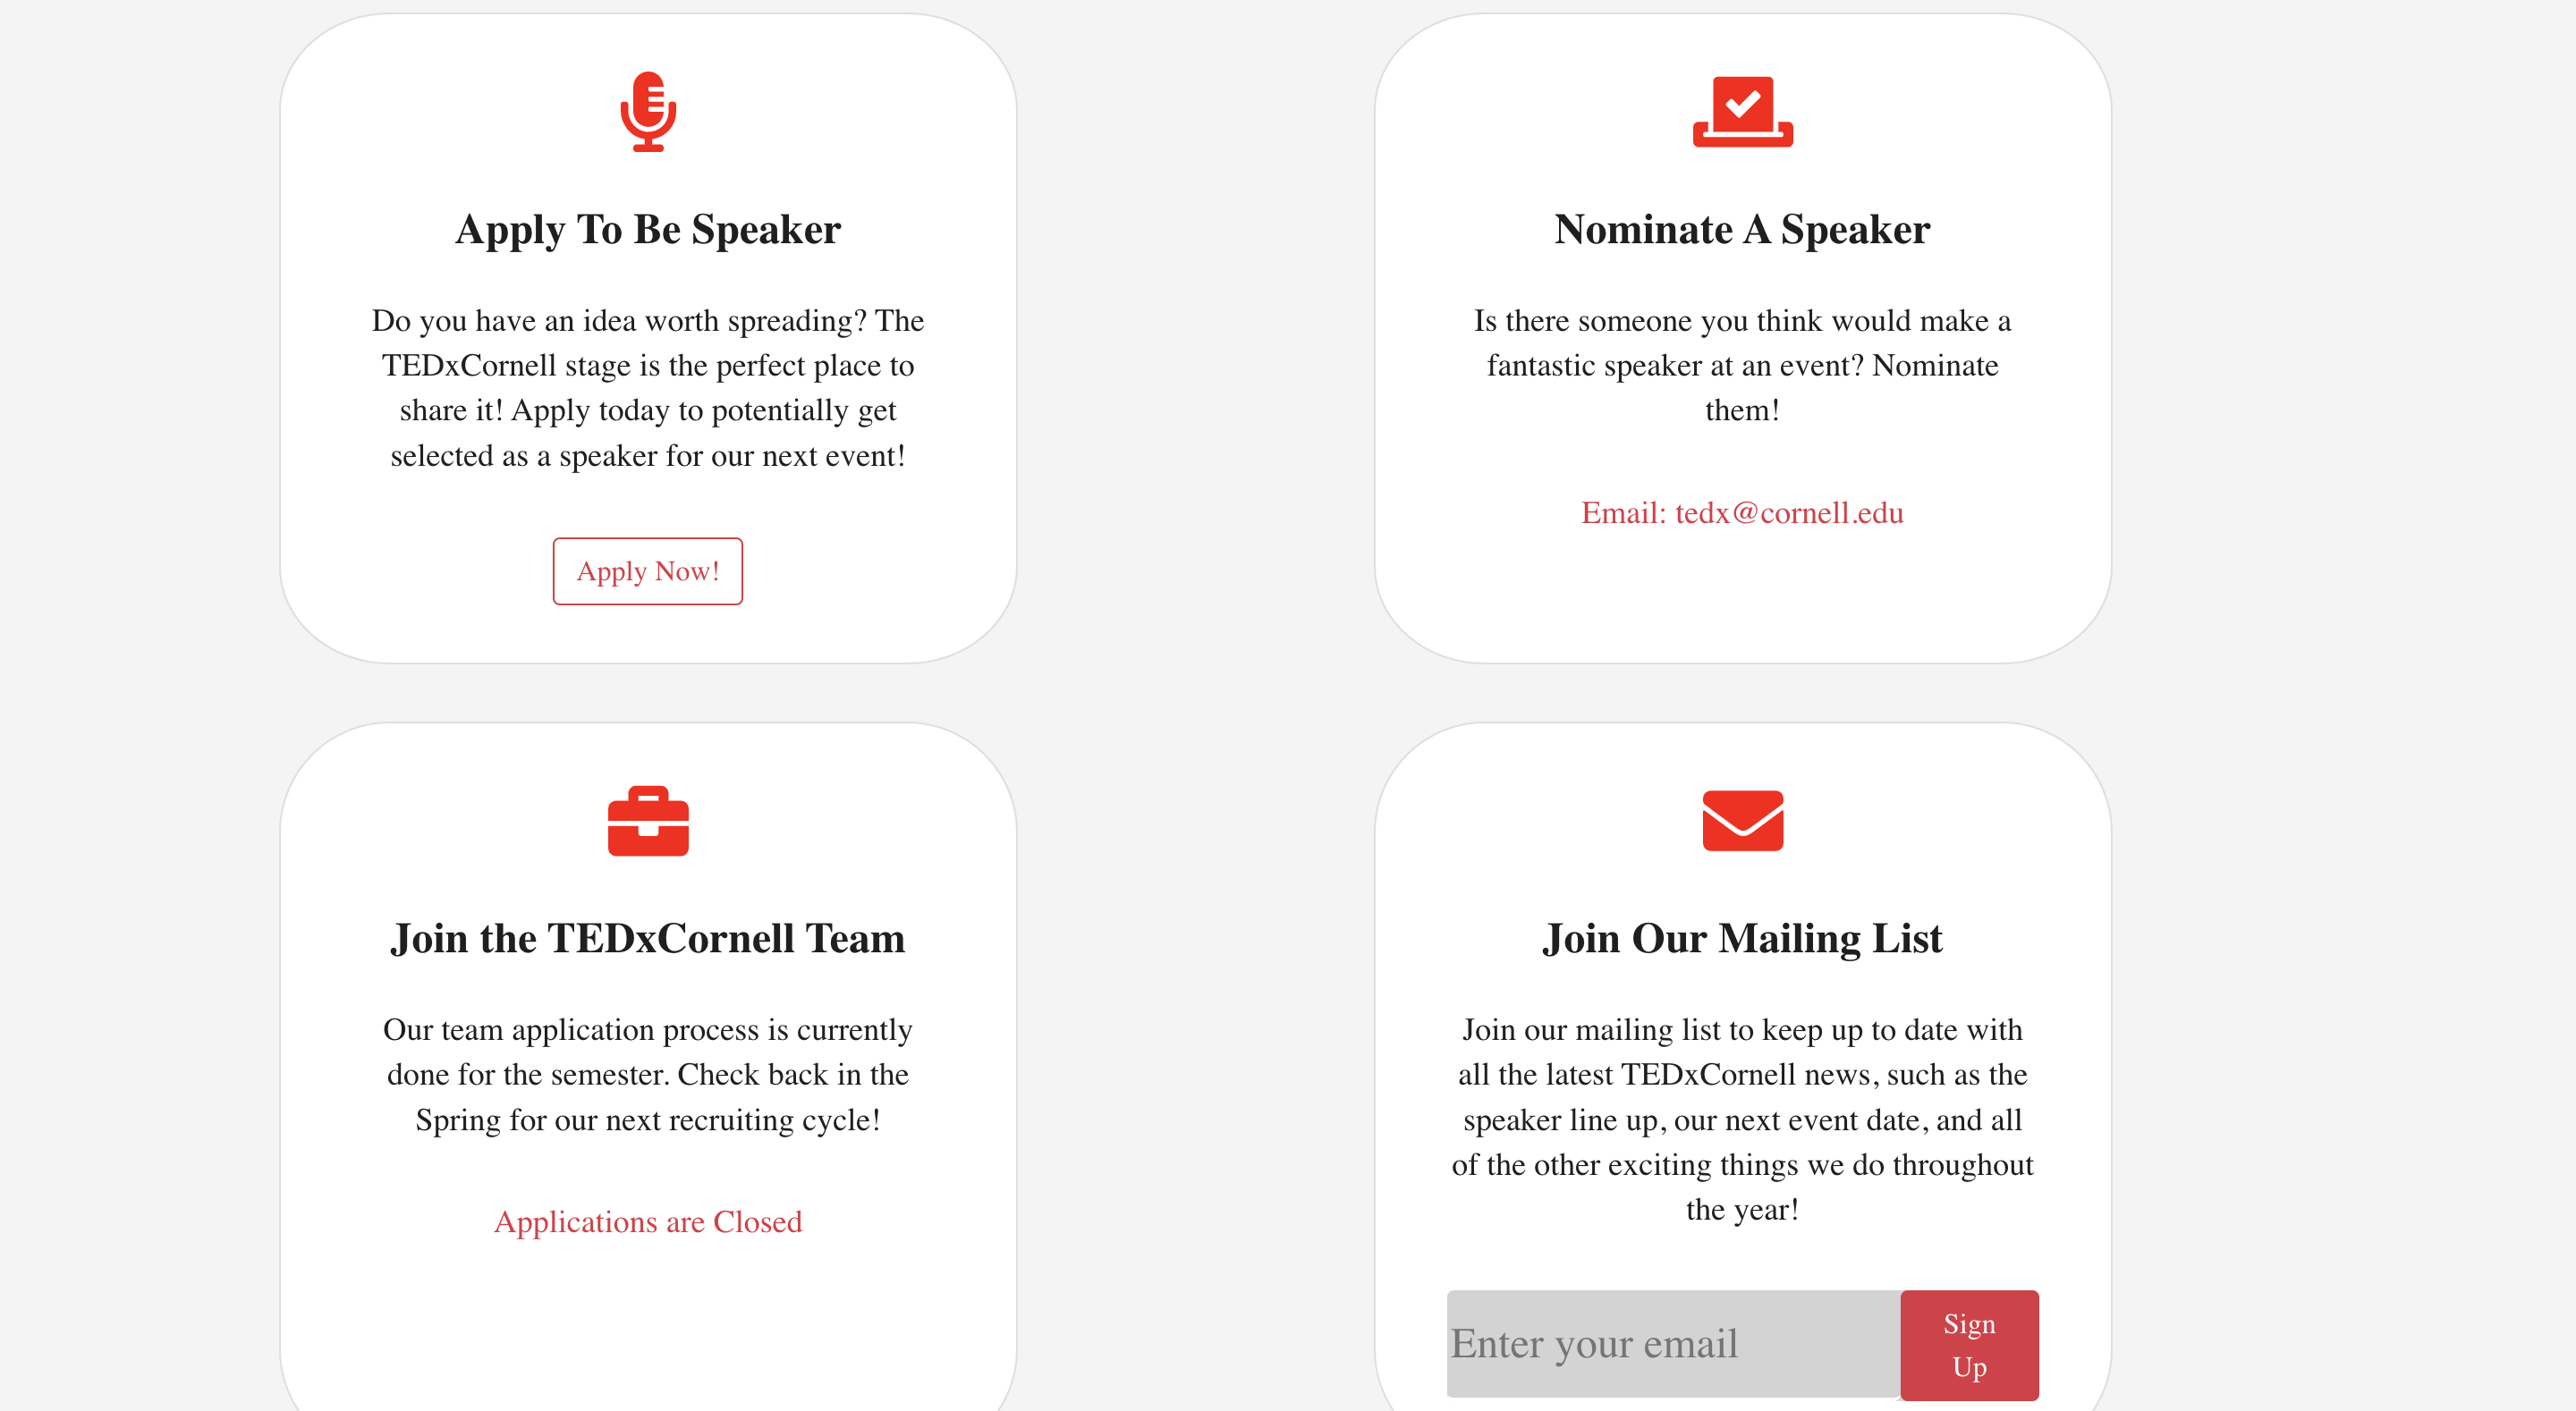 Apply To Be Speaker
Do you have an idea worth spreading? The
TEDxCornell stage is the perfect place to
share it! Apply today to potentially get
selected as a speaker for our next event!
Apply Now!
Nominate A Speaker
Is there someone you think would make a
fantastic speaker at an event? Nominate
them!
Email: tedx@cornell.edu
Join the TEDxCornell Team
Our team application process is currently
done for the semester. Check back in the
Spring for our next recruiting cycle!
Applications are Closed
Join Our Mailing List
Join our mailing list to keep up to date with
all the latest TEDxCornell news, such as the
speaker line up, our next event date, and all
of the other exciting things we do throughout
the year!
Enter your email
Sign
Up